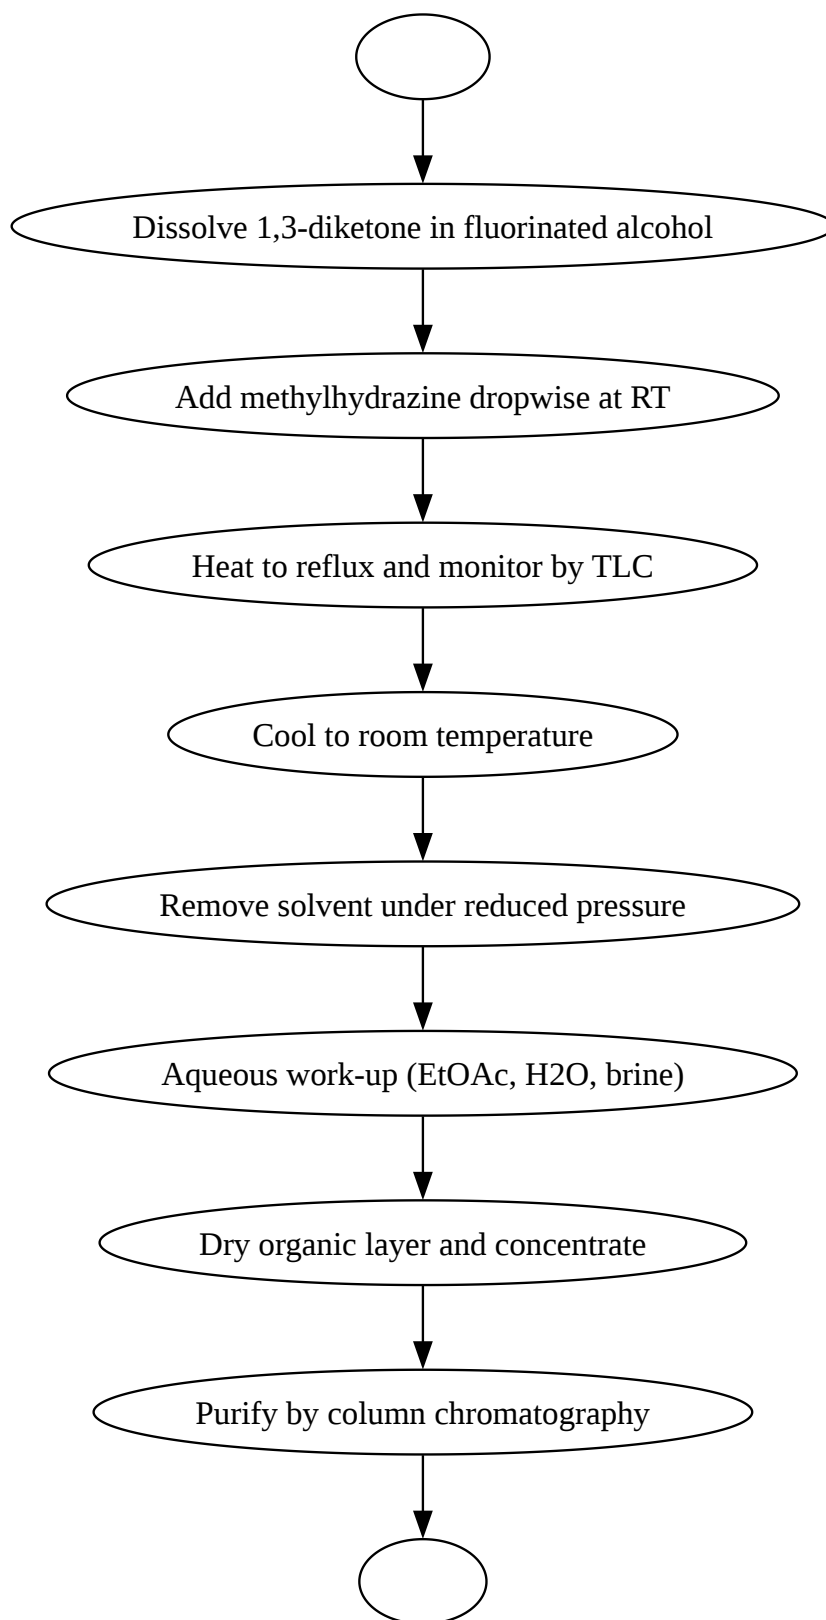 Dissolve 1,3-diketone in fluorinated alcohol
Add methylhydrazine dropwise at RT
Heat to reflux and monitor by TLC
Cool to room temperature
Remove solvent under reduced pressure
Aqueous work-up (EtOAc, H2O, brine)
Dry organic layer and concentrate
Purify by column chromatography